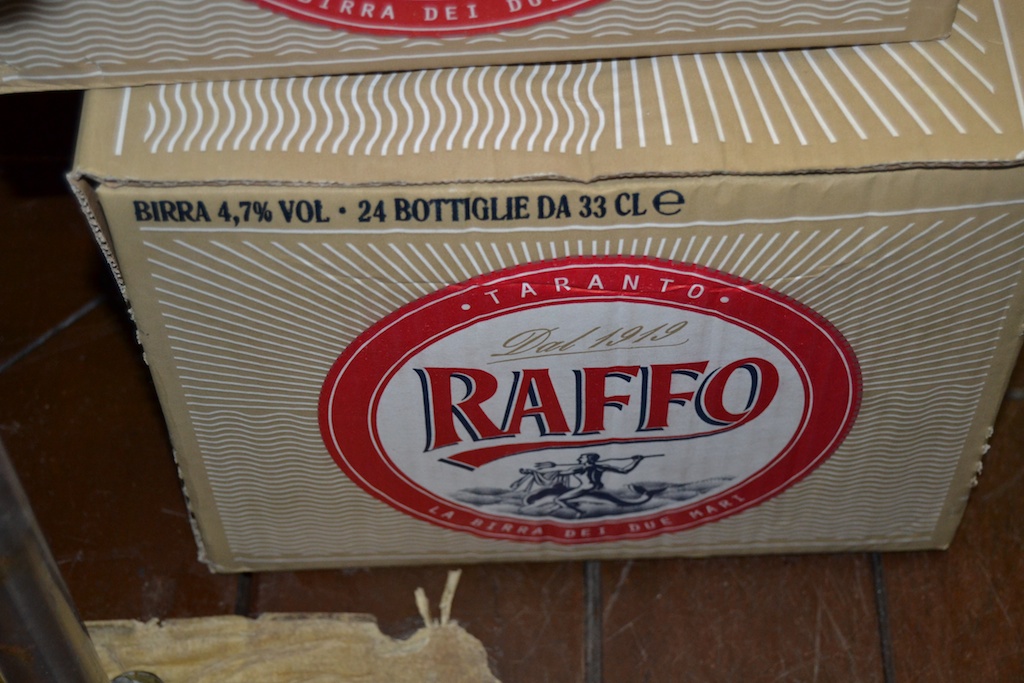 BIRRA DEI DU
BIRRA 4,7% VOL • 24 BOTTIGLIE DA 33 CL ℮
• TARANTO •
Dal 1919
RAFFO
LA BIRRA DEI DUE MARI